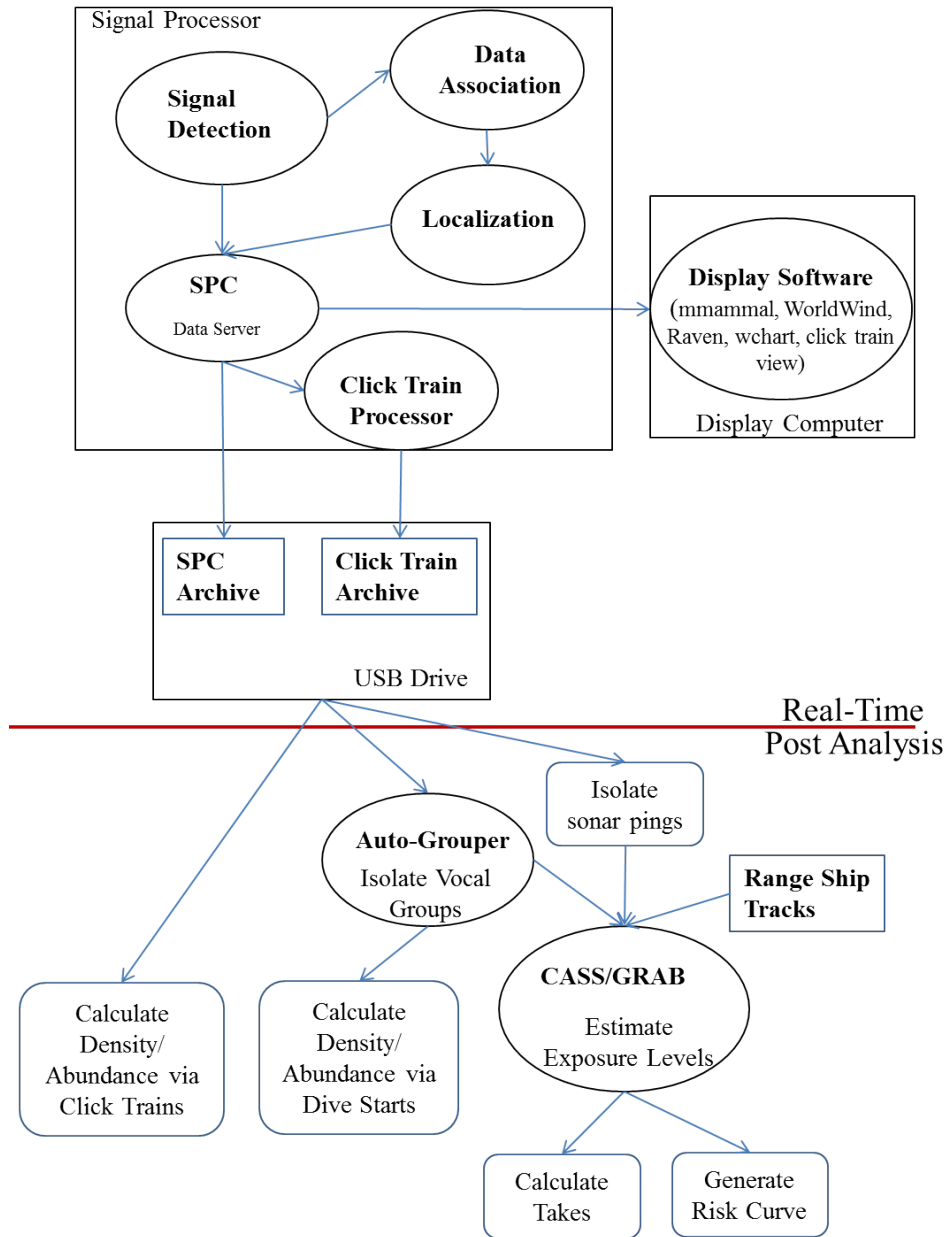 Signal Processor
Signal
Detection
Data
Association
Localization
SPC
Data Server
Click Train
Processor
Display Software
(mmammal, WorldWind,
Raven, wchart, click train
view)
Display Computer
SPC
Archive
Click Train
Archive
USB Drive
Real-Time
Post Analysis
Isolate
sonar pings
Auto-Grouper
Isolate Vocal
Groups
Range Ship
Tracks
CASS/GRAB
Estimate
Exposure Levels
Calculate
Density/
Abundance via
Click Trains
Calculate
Density/
Abundance via
Dive Starts
Calculate
Takes
Generate
Risk Curve